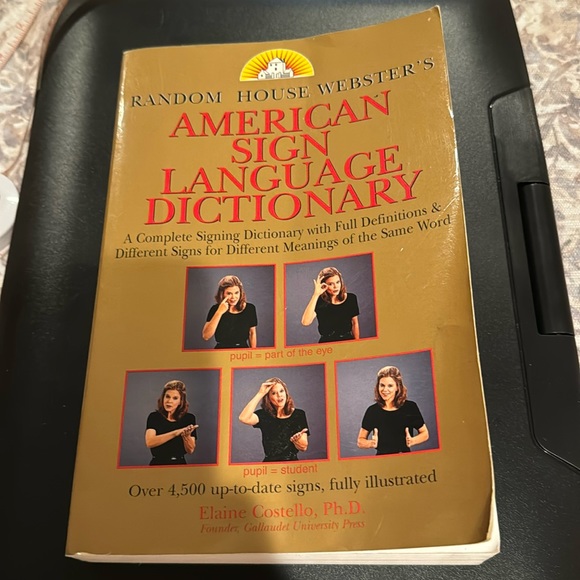 RANDOM HOUSE WEBSTER'S
AMERICAN
SIGN
LANGUAGE
DICTIONARY
A Complete Signing Dictionary with Full Definitions &
Different Signs for Different Meanings of the Same Word
pupil = part of the eye
pupil = student
Over 4,500 up-to-date signs, fully illustrated
Elaine Costello, Ph.D.
Founder, Gallaudet University Press